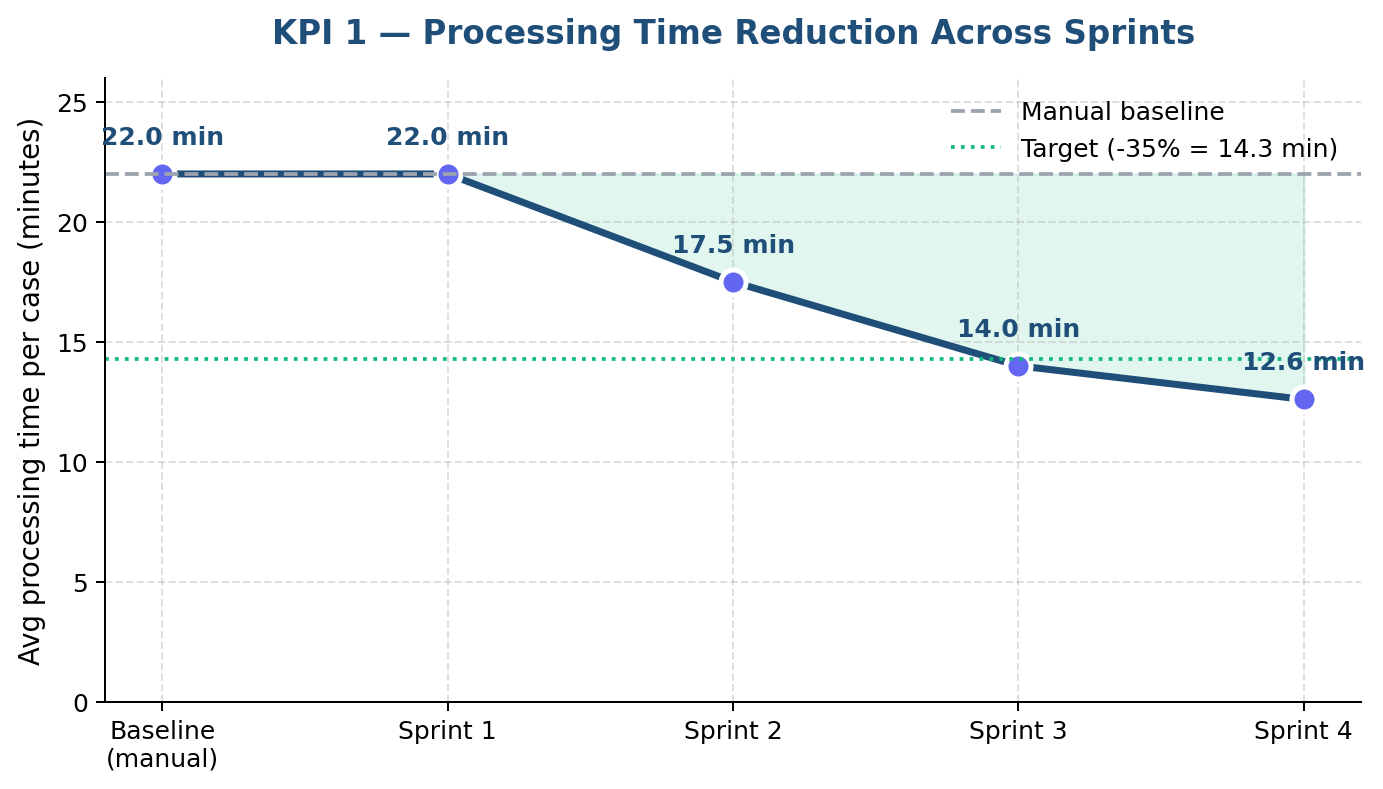 KPI 1 — Processing Time Reduction Across Sprints
Avg processing time per case (minutes)
25
20
15
10
5
0
Manual baseline
Target (-35% = 14.3 min)
22.0 min
22.0 min
17.5 min
14.0 min
12.6 min
Baseline
(manual)
Sprint 1
Sprint 2
Sprint 3
Sprint 4